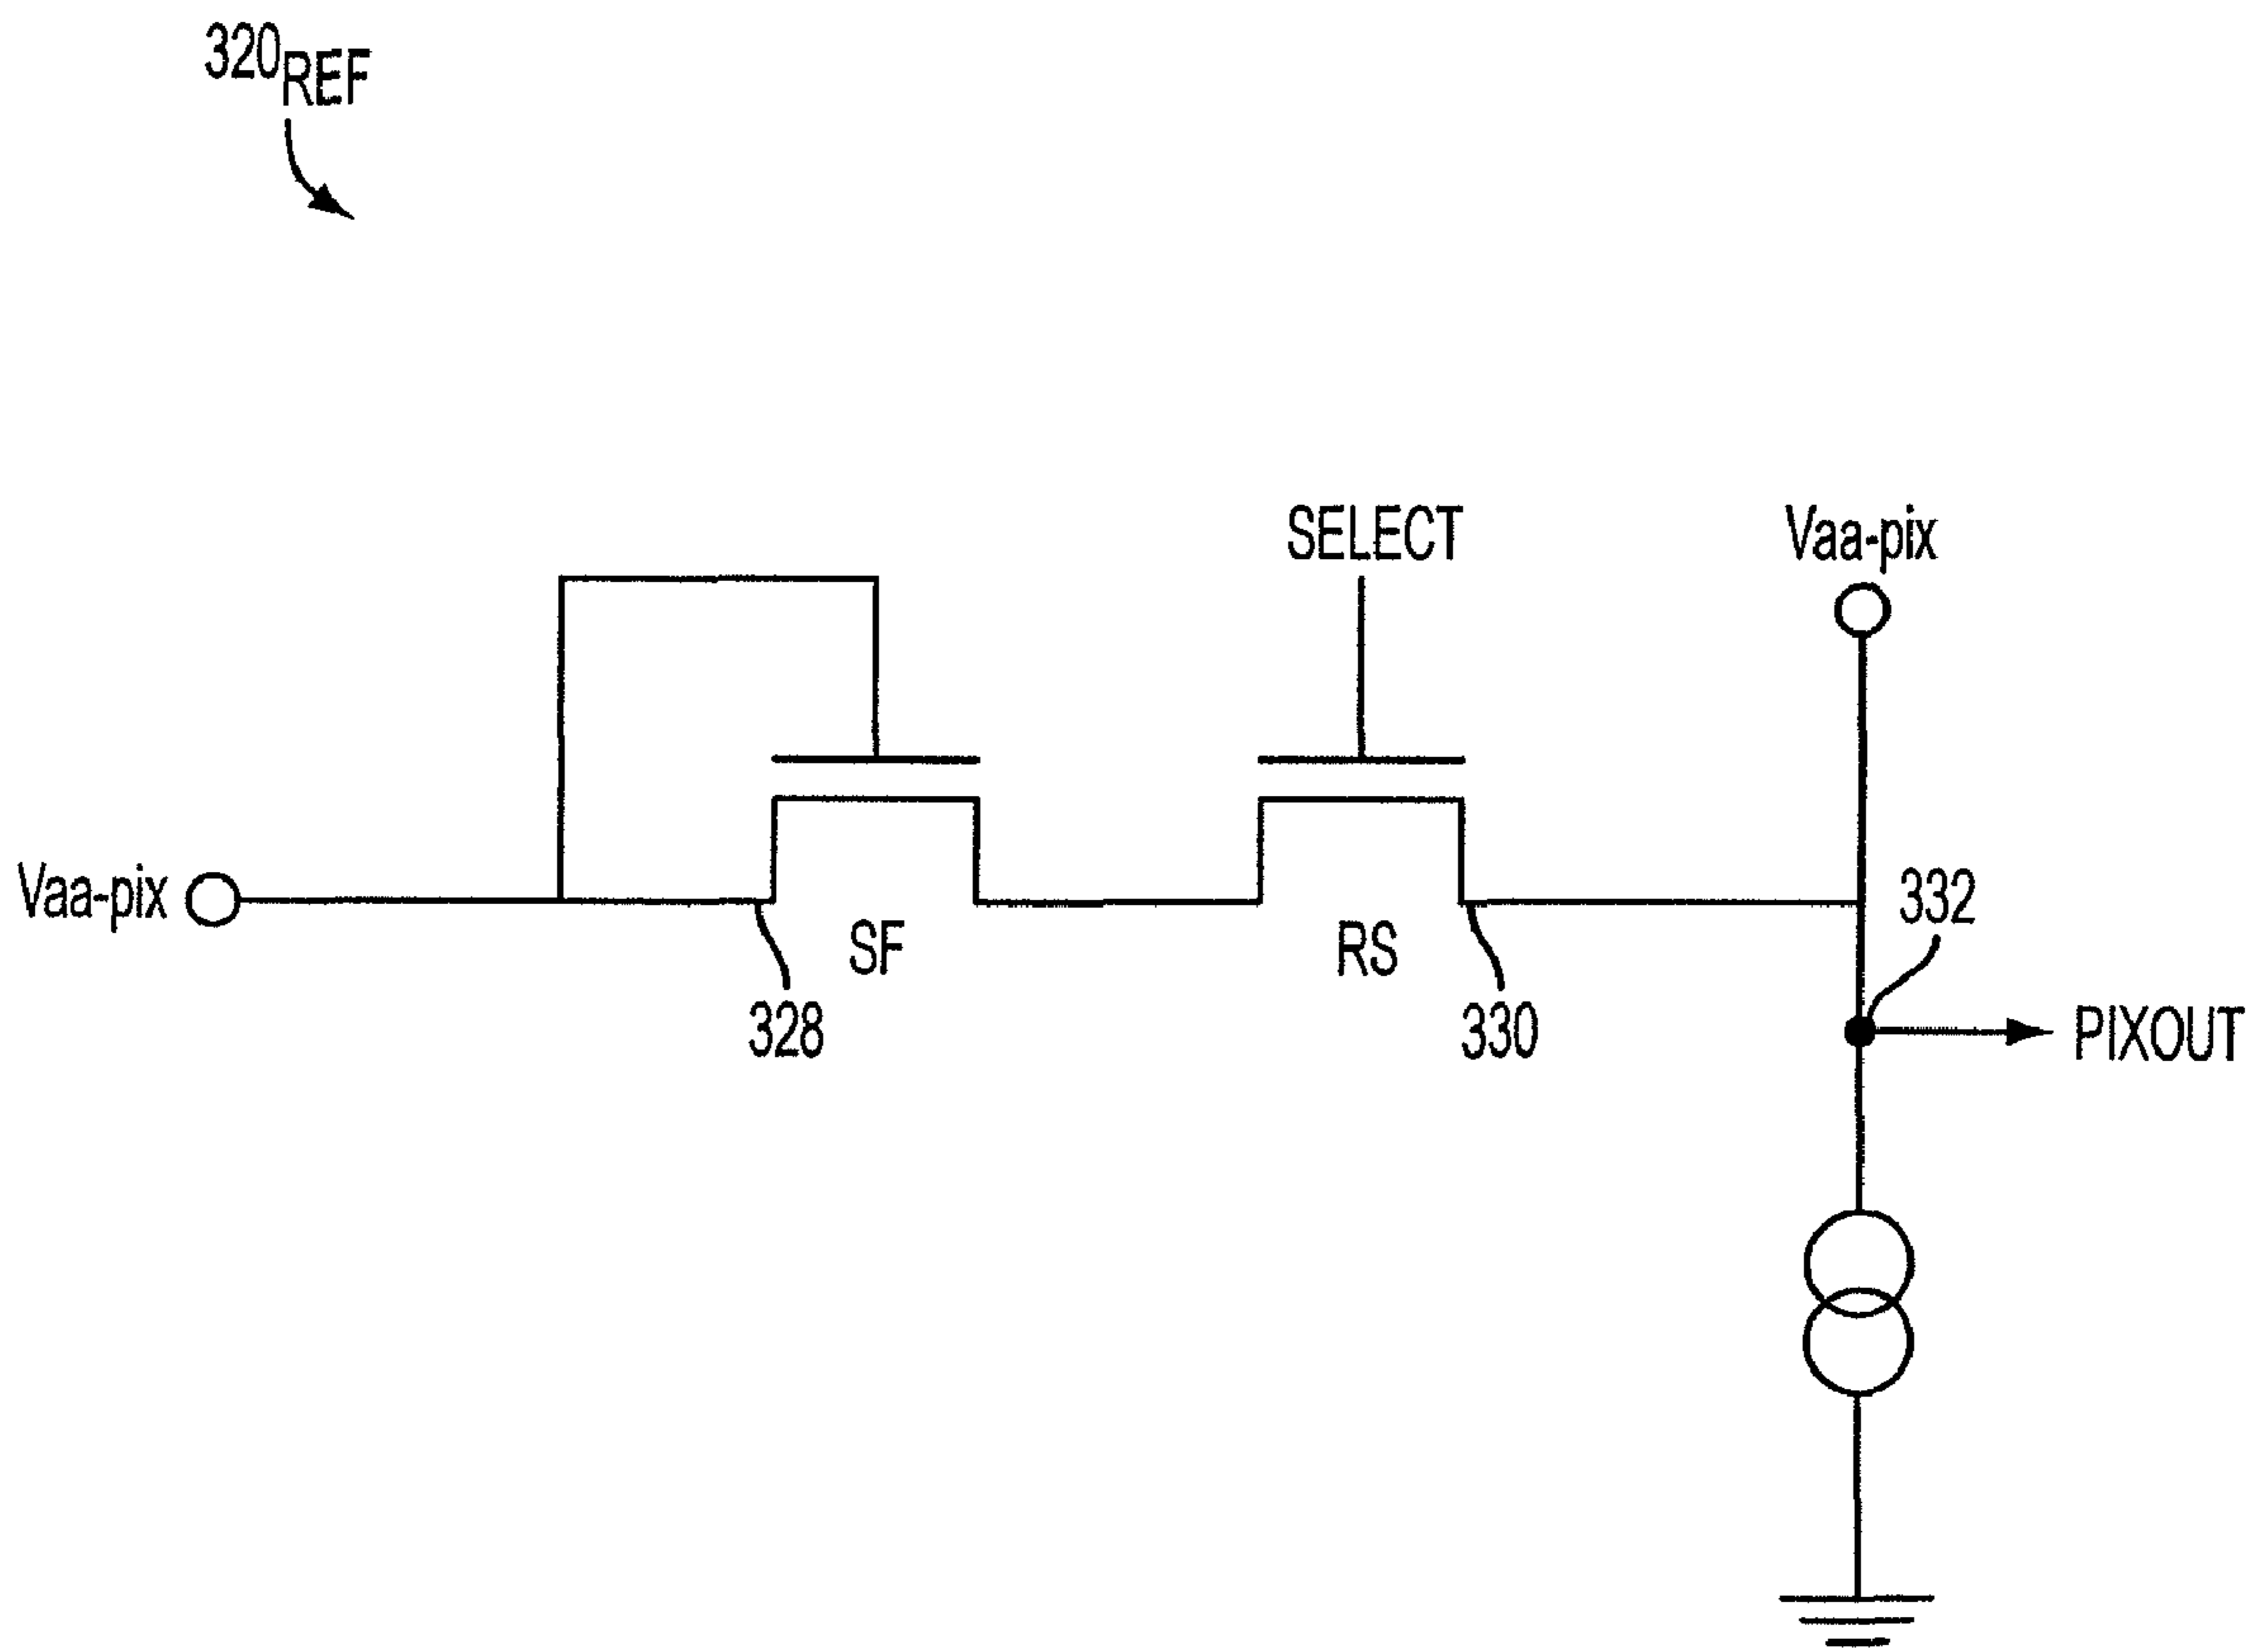 320REF
SELECT
Vaa-pix
Vaa-pix
332
SF
RS
328
330
PIXOUT